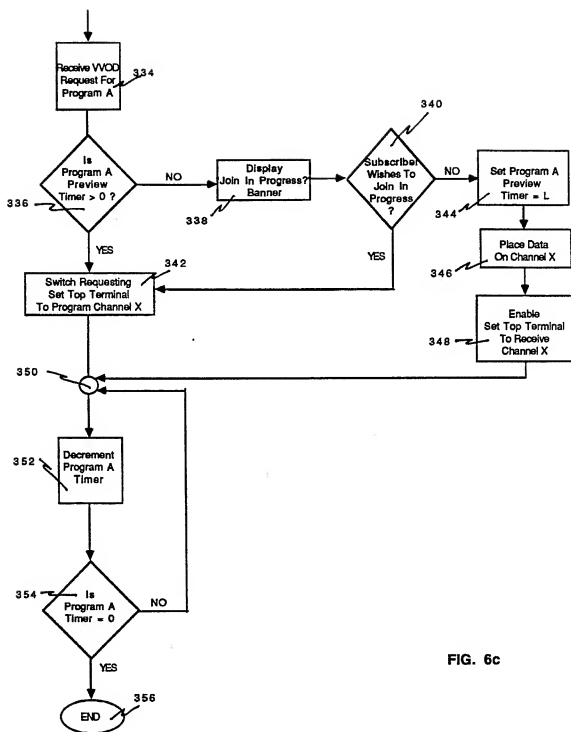 Receive VVOD
Request For
Program A
334
340
Is
Program A
Preview
Timer > 0 ?
336
NO
Display
Join In Progress?
Banner
338
Subscriber
Wishes To
Join In
Progress
?
NO
Set Program A
Preview
Timer = L
344
YES
342
YES
Place Data
On Channel X
346
Switch Requesting
Set Top Terminal
To Program Channel X
Enable
Set Top Terminal
To Receive
Channel X
348
350
Decrement
Program A
Timer
352
Is
Program A
Timer = 0
354
NO
YES
END
356
FIG. 6c